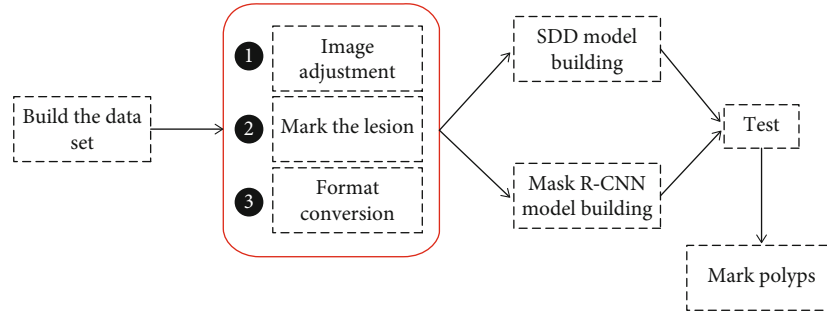 Build the data
set
1
Image
adjustment
2
Mark the lesion
3
Format
conversion
SDD model
building
Mask R-CNN
model building
Test
Mark polyps